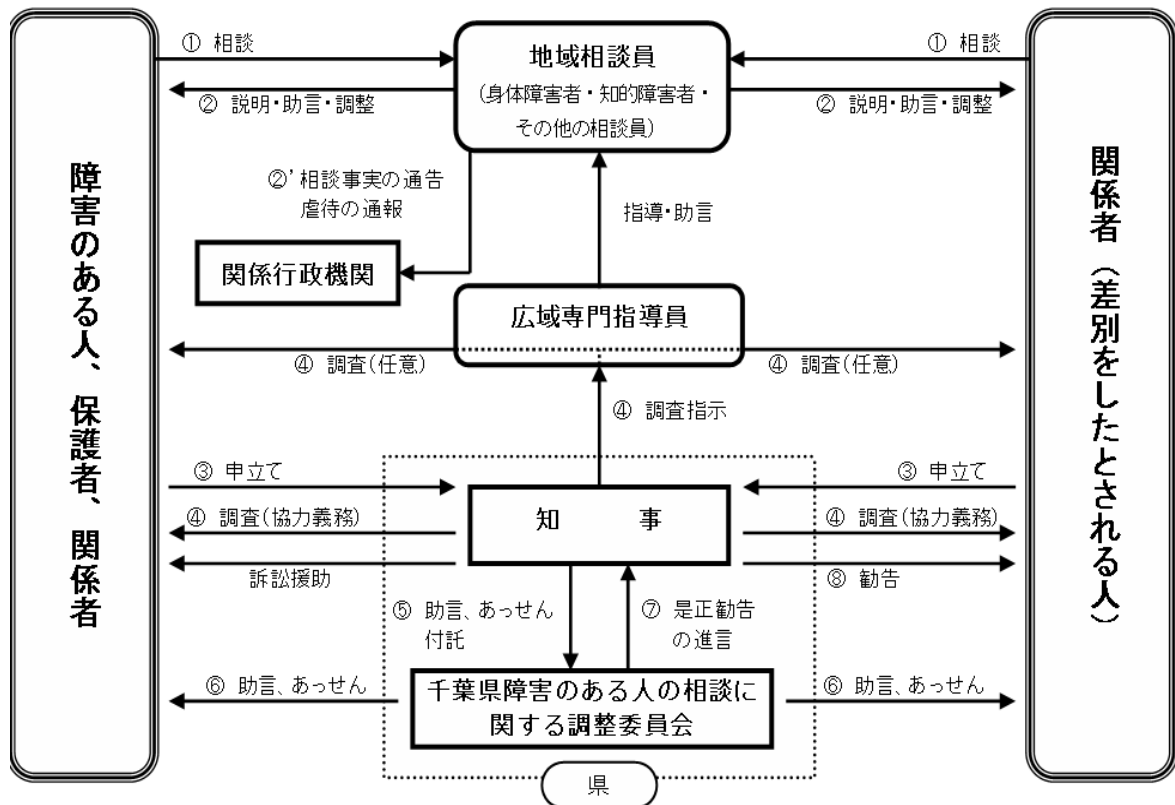 ① 相談
地域相談員
(身体障害者・知的障害者・
その他の相談員)
① 相談
② 説明・助言・調整
② 説明・助言・調整
②’相談事実の通告
虐待の通報
指導・助言
関係行政機関
広域専門指導員
④ 調査(任意)
④ 調査(任意)
④ 調査指示
③ 申立て
③ 申立て
知 事
④ 調査(協力義務)
④ 調査(協力義務)
訴訟援助
⑧ 勧告
⑤ 助言、あっせん
付託
⑦ 是正勧告
の進言
⑥ 助言、あっせん
⑥ 助言、あっせん
千葉県障害のある人の相談に
関する調整委員会
県
障害のある人、保護者、関係者
関係者(差別をしたとされる人)